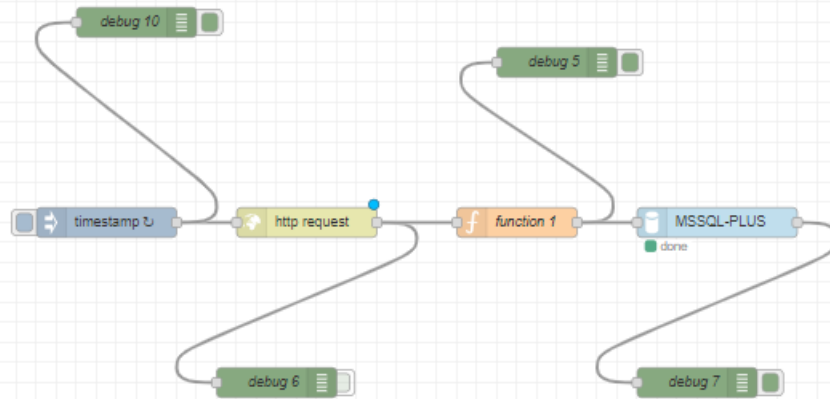 debug 10
debug 5
timestamp ↻
http request
function 1
MSSQL-PLUS
done
debug 6
debug 7